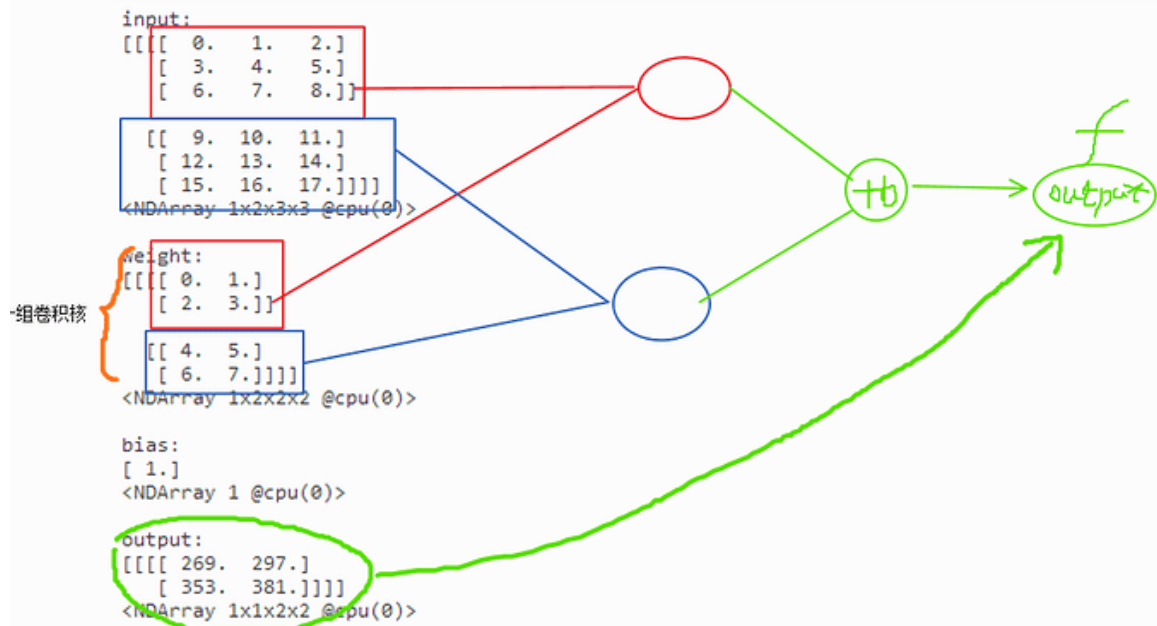 input:
[[[[ 0. 1. 2.]
[ 3. 4. 5.]
[ 6. 7. 8.]]
[[ 9. 10. 11.]
[ 12. 13. 14.]
[ 15. 16. 17.]]]]
<NDArray 1x2x3x3 @cpu(0)>
weight:
[[[[ 0. 1.]
[ 2. 3.]]
[[ 4. 5.]
[ 6. 7.]]]]
<NDArray 1x2x2x2 @cpu(0)>
一组卷积核
bias:
[ 1.]
<NDArray 1 @cpu(0)>
output:
[[[[ 269. 297.]
[ 353. 381.]]]]
<NDArray 1x1x2x2 @cpu(0)>
+b
f
output